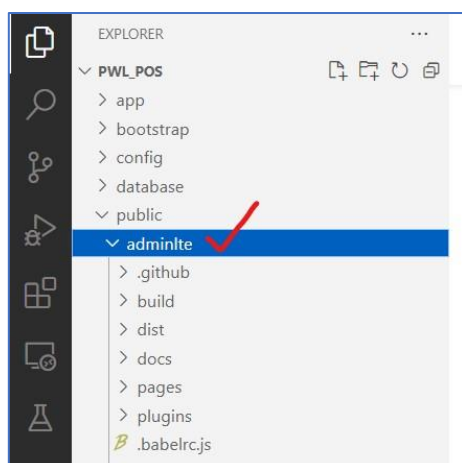 EXPLORER
PWL_POS
app
bootstrap
config
database
public
adminlte
.github
build
dist
docs
pages
plugins
.babelrc.js